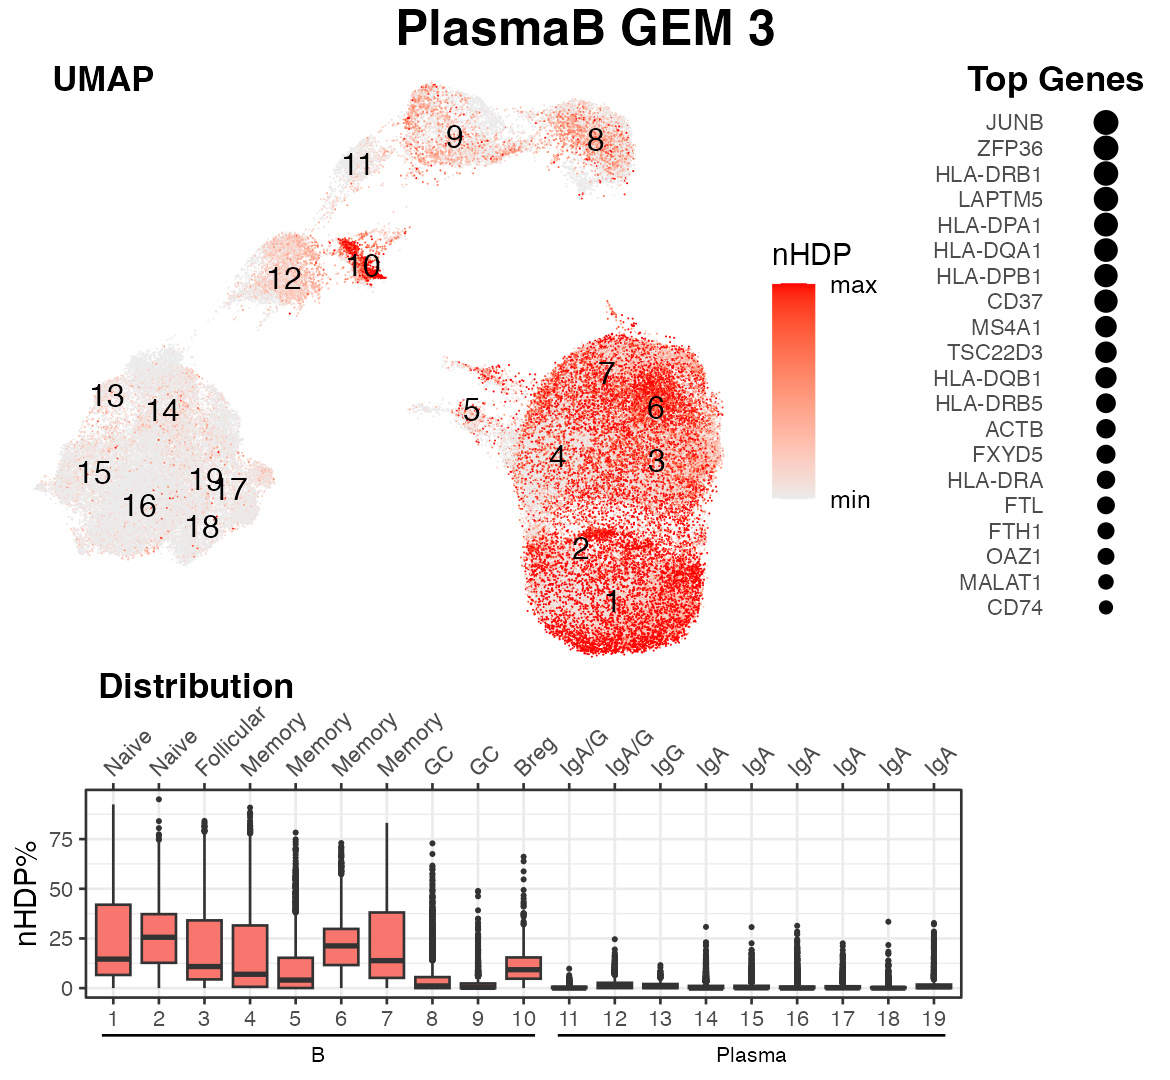 PlasmaB GEM 3
UMAP
Top Genes
9
8
11
10
12
7
6
5
4
3
2
1
13
14
15
19
17
16
18
nHDP
max
min
JUNB
ZFP36
HLA-DRB1
LAPTM5
HLA-DPA1
HLA-DQA1
HLA-DPB1
CD37
MS4A1
TSC22D3
HLA-DQB1
HLA-DRB5
ACTB
FXYD5
HLA-DRA
FTL
FTH1
OAZ1
MALAT1
CD74
Distribution
Naive Naive Follicular Memory Memory Memory Memory GC GC Breg IgA/G IgA/G IgG IgA IgA IgA IgA IgA IgA
nHDP%
75
50
25
0
1 2 3 4 5 6 7 8 9 10 11 12 13 14 15 16 17 18 19
B Plasma